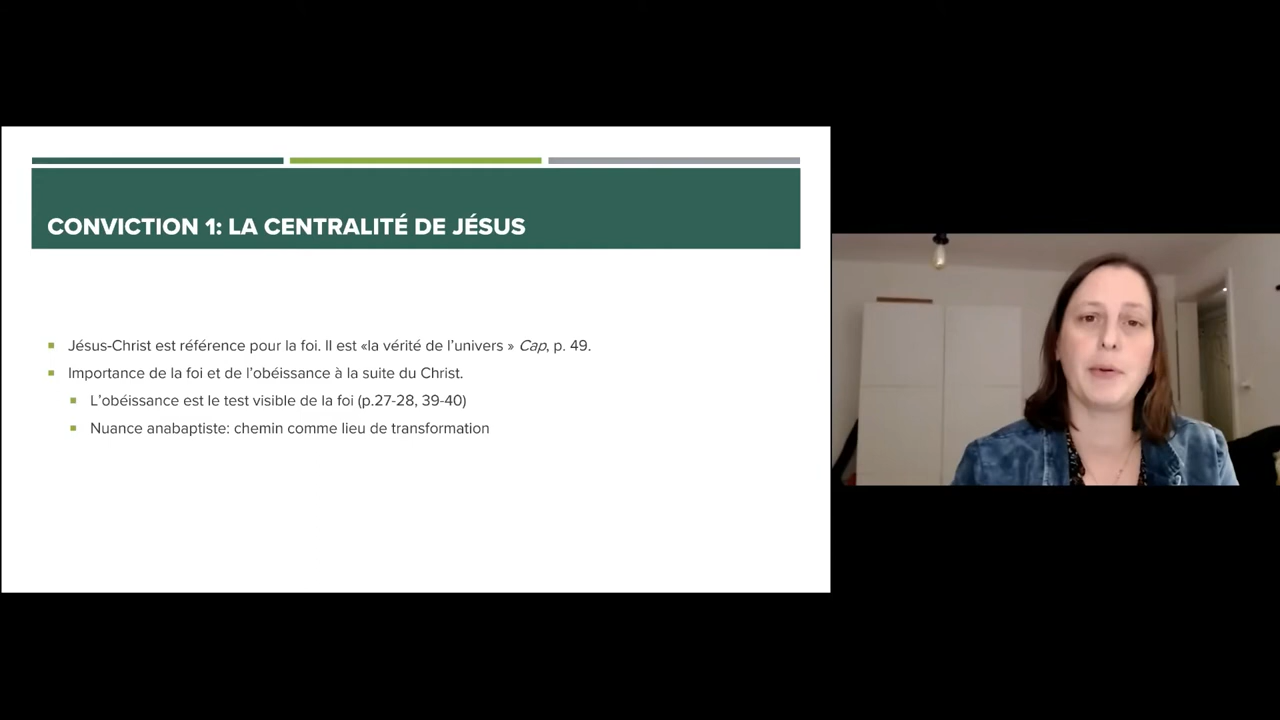 CONVICTION 1: LA CENTRALITÉ DE JÉSUS
Jésus-Christ est référence pour la foi. Il est «la vérité de l'univers » Cap, p. 49.
Importance de la foi et de l'obéissance à la suite du Christ.
L'obéissance est le test visible de la foi (p.27-28, 39-40)
Nuance anabaptiste: chemin comme lieu de transformation